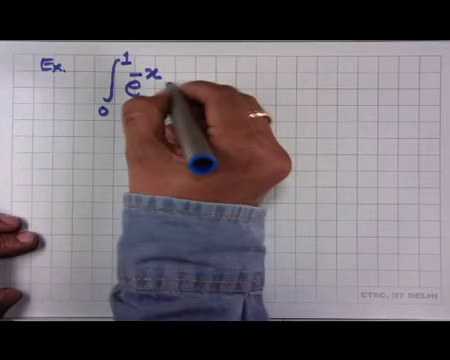 Ex. ∫₀¹ e⁻ˣ
ETSC, IIT DELHI